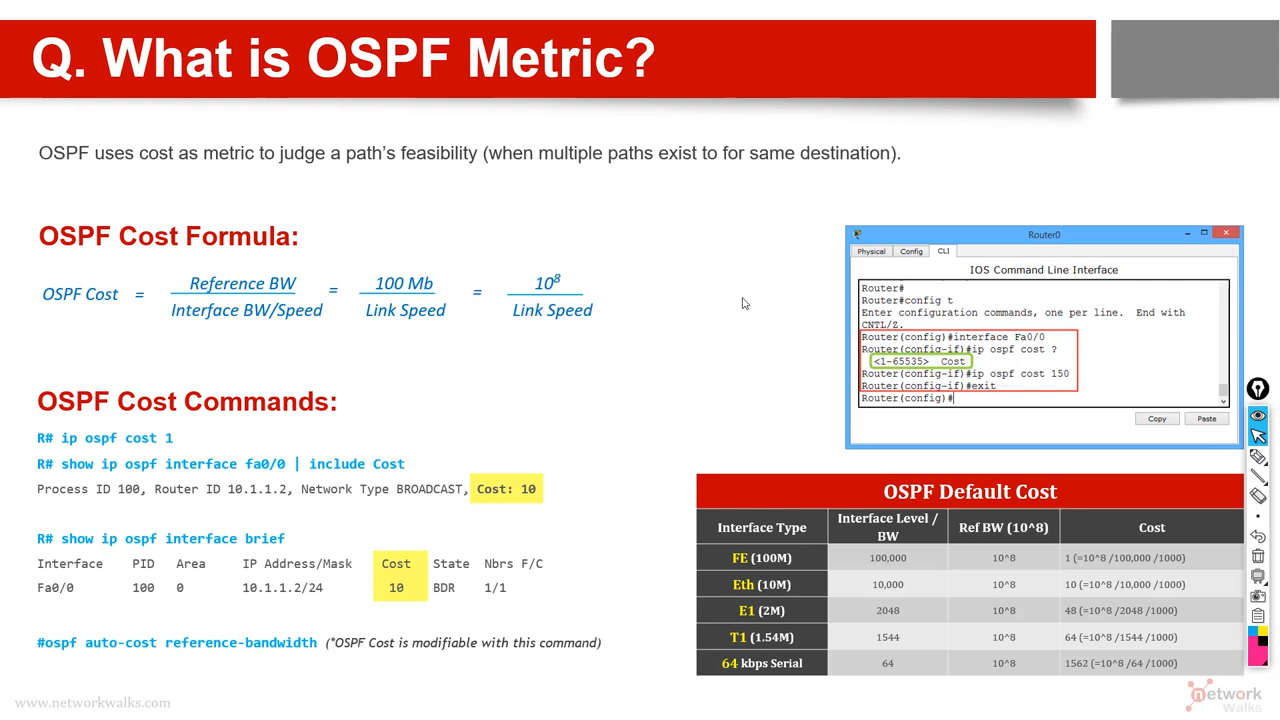 Q. What is OSPF Metric?
OSPF uses cost as metric to judge a path's feasibility (when multiple paths exist to for same destination).
OSPF Cost Formula:
OSPF Cost = Reference BW / Interface BW/Speed = 100 Mb / Link Speed = 10⁸ / Link Speed
OSPF Cost Commands:
R# ip ospf cost 1
R# show ip ospf interface fa0/0 | include Cost
Process ID 100, Router ID 10.1.1.2, Network Type BROADCAST, Cost: 10
R# show ip ospf interface brief
Interface PID Area IP Address/Mask Cost State Nbrs F/C
Fa0/0 100 0 10.1.1.2/24 10 BDR 1/1
#ospf auto-cost reference-bandwidth (*OSPF Cost is modifiable with this command)
Router0
Physical Config CLI
IOS Command Line Interface
Router#
Router#config t
Enter configuration commands, one per line. End with
CNTL/Z.
Router(config)#interface Fa0/0
Router(config-if)#ip ospf cost ?
<1-65535> Cost
Router(config-if)#ip ospf cost 150
Router(config-if)#exit
Router(config)#
Copy Paste
OSPF Default Cost
Interface Type Interface Level / BW Ref BW (10^8) Cost
FE (100M) 100,000 10^8 1 (=10^8 /100,000 /1000)
Eth (10M) 10,000 10^8 10 (=10^8 /10,000 /1000)
E1 (2M) 2048 10^8 48 (=10^8 /2048 /1000)
T1 (1.54M) 1544 10^8 64 (=10^8 /1544 /1000)
64 kbps Serial 64 10^8 1562 (=10^8 /64 /1000)
www.networkwalks.com
network
Walks